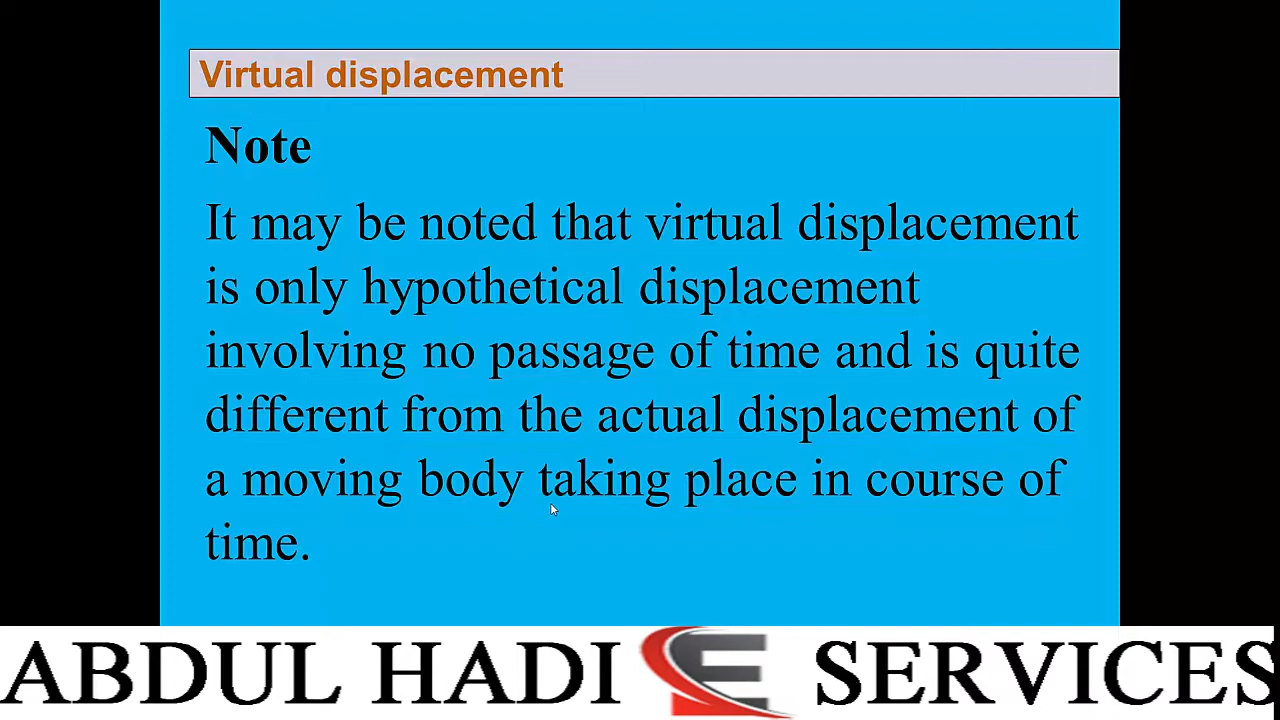 Virtual displacement
Note
It may be noted that virtual displacement
is only hypothetical displacement
involving no passage of time and is quite
different from the actual displacement of
a moving body taking place in course of
time.
ABDUL HADI E SERVICES